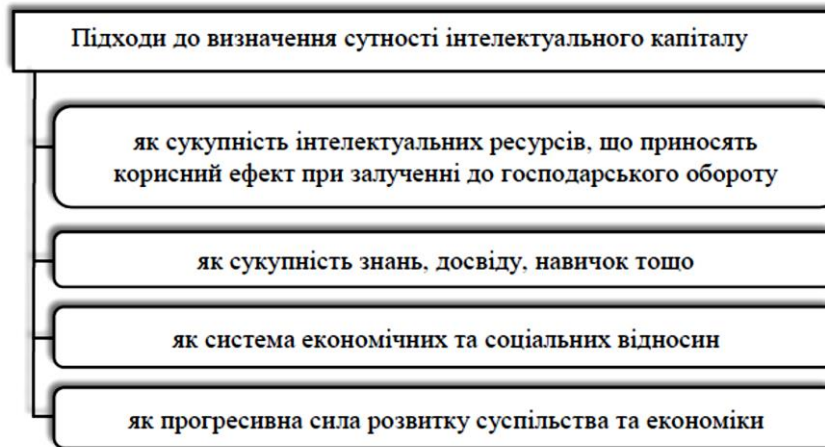 Підходи до визначення сутності інтелектуального капіталу
як сукупність інтелектуальних ресурсів, що приносять
корисний ефект при залученні до господарського обороту
як сукупність знань, досвіду, навичок тощо
як система економічних та соціальних відносин
як прогресивна сила розвитку суспільства та економіки